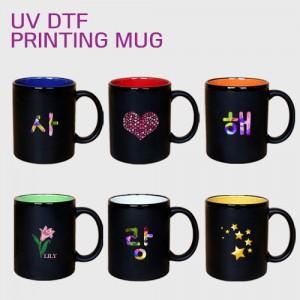 UV DTF
PRINTING MUG
사
해
LILY
랑